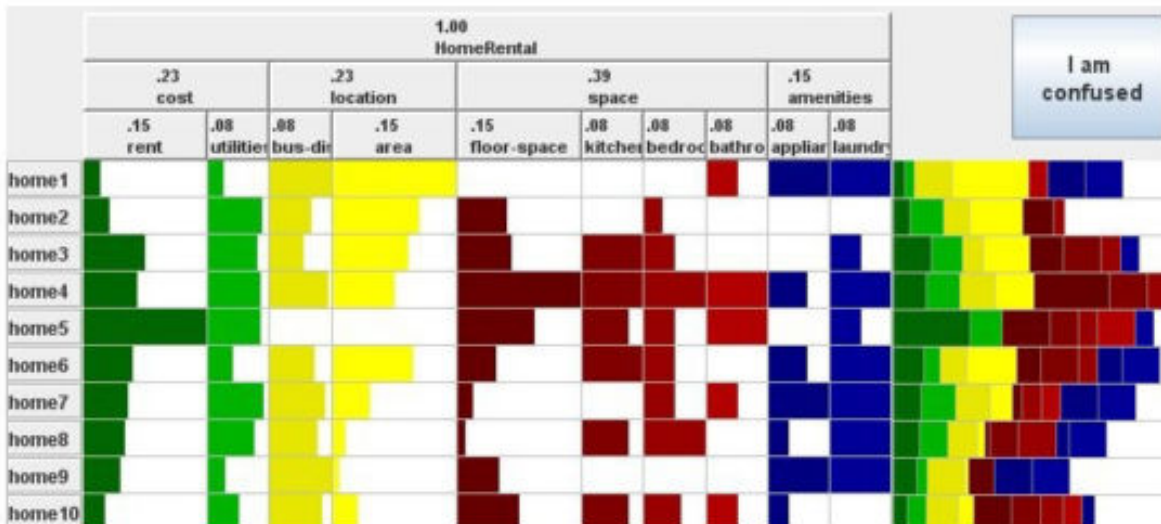 1.00
HomeRental
I am
confused
.23
cost
.23
location
.39
space
.15
amenities
.15
rent
.08
utilities
.08
bus-dis
.15
area
.15
floor-space
.08
kitchen
.08
bedroo
.08
bathro
.08
applian
.08
laundry
home1
home2
home3
home4
home5
home6
home7
home8
home9
home10